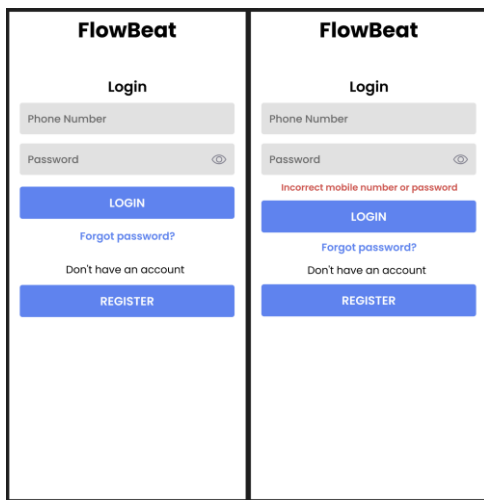 FlowBeat
Login
Phone Number
Password
LOGIN
Forgot password?
Don't have an account
REGISTER
FlowBeat
Login
Phone Number
Password
Incorrect mobile number or password
LOGIN
Forgot password?
Don't have an account
REGISTER